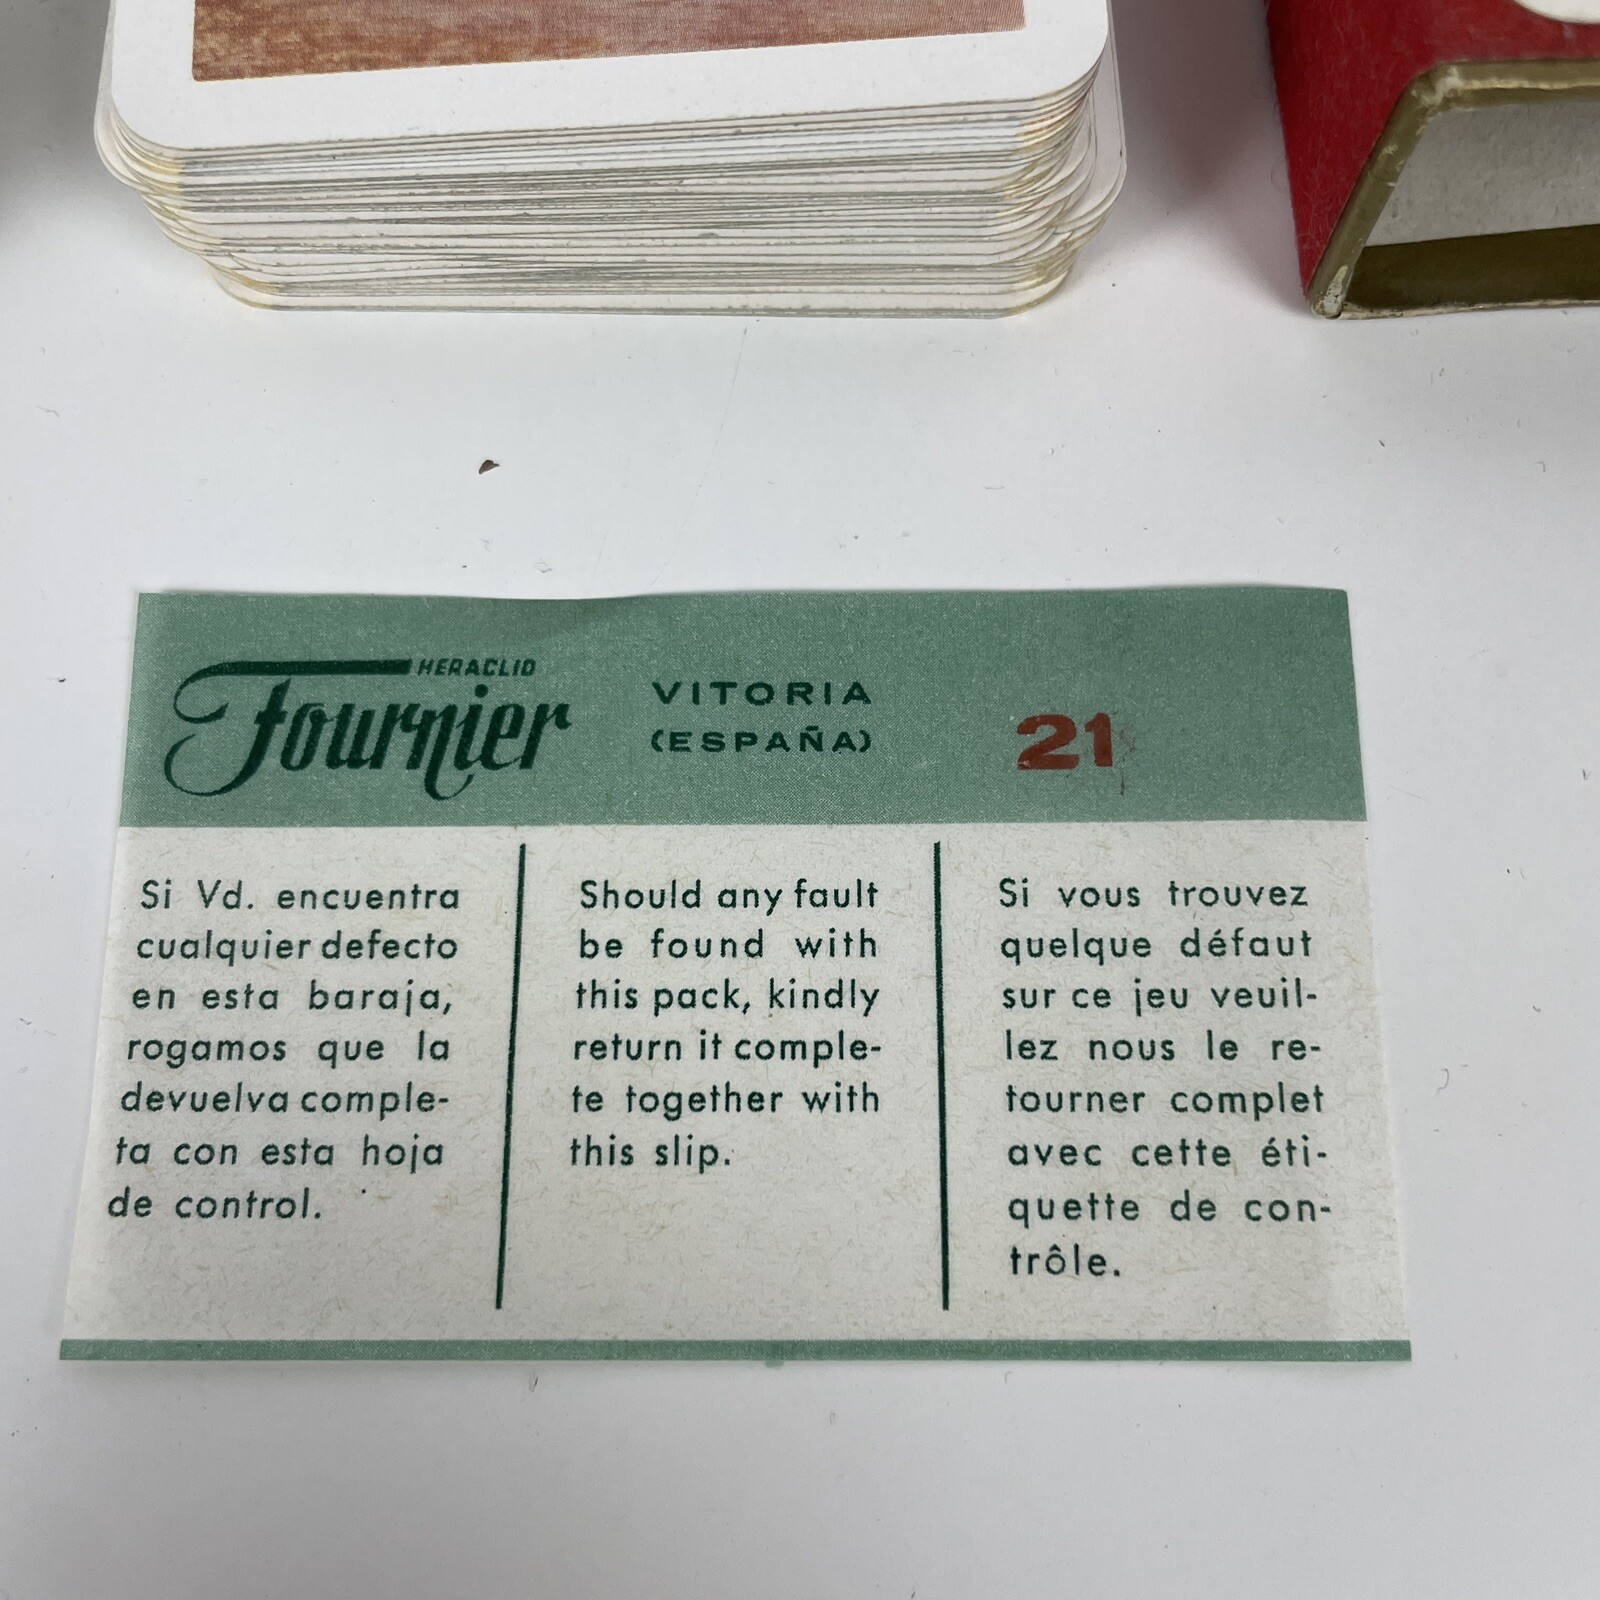 HERACLIO
Fournier
VITORIA
(ESPAÑA)
21
Si Vd. encuentra
cualquier defecto
en esta baraja,
rogamos que la
devuelva comple-
ta con esta hoja
de control.
Should any fault
be found with
this pack, kindly
return it comple-
te together with
this slip.
Si vous trouvez
quelque défaut
sur ce jeu veuil-
lez nous le re-
tourner complet
avec cette éti-
quette de con-
trôle.